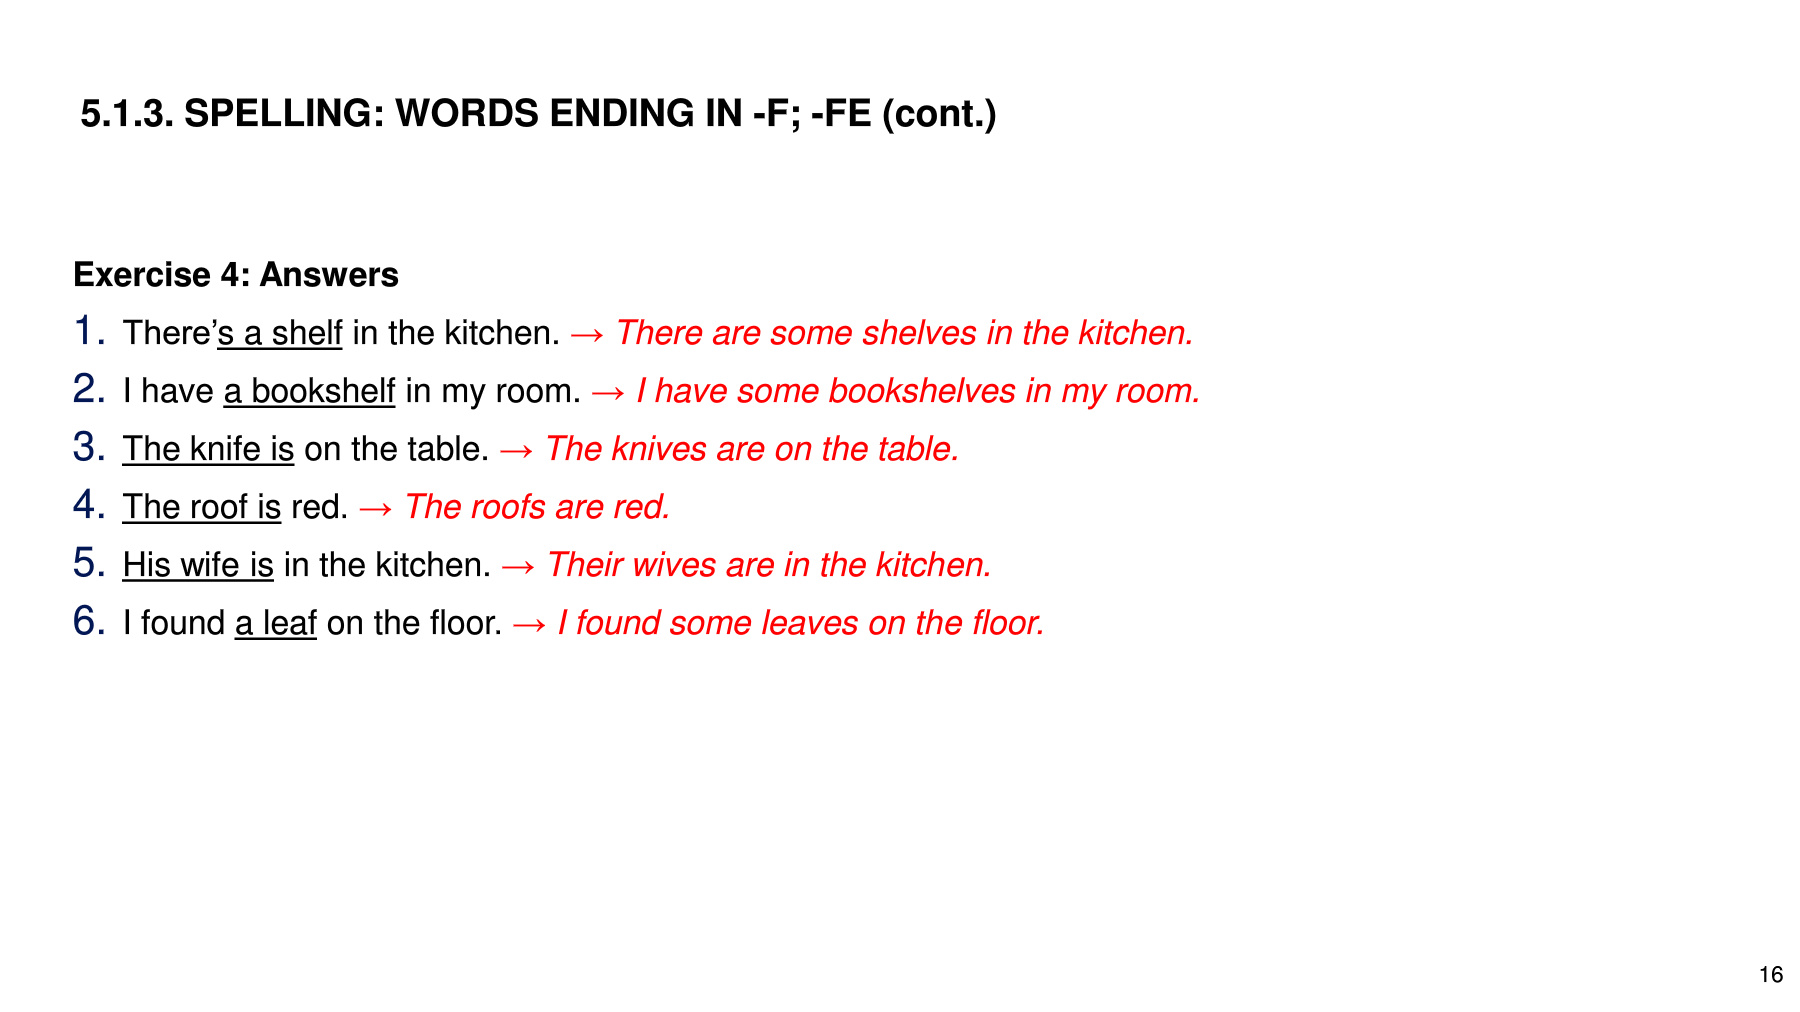 5.1.3. SPELLING: WORDS ENDING IN -F; -FE (cont.)
Exercise 4: Answers
1. There’s a shelf in the kitchen. → There are some shelves in the kitchen.
2. I have a bookshelf in my room. → I have some bookshelves in my room.
3. The knife is on the table. → The knives are on the table.
4. The roof is red. → The roofs are red.
5. His wife is in the kitchen. → Their wives are in the kitchen.
6. I found a leaf on the floor. → I found some leaves on the floor.
16